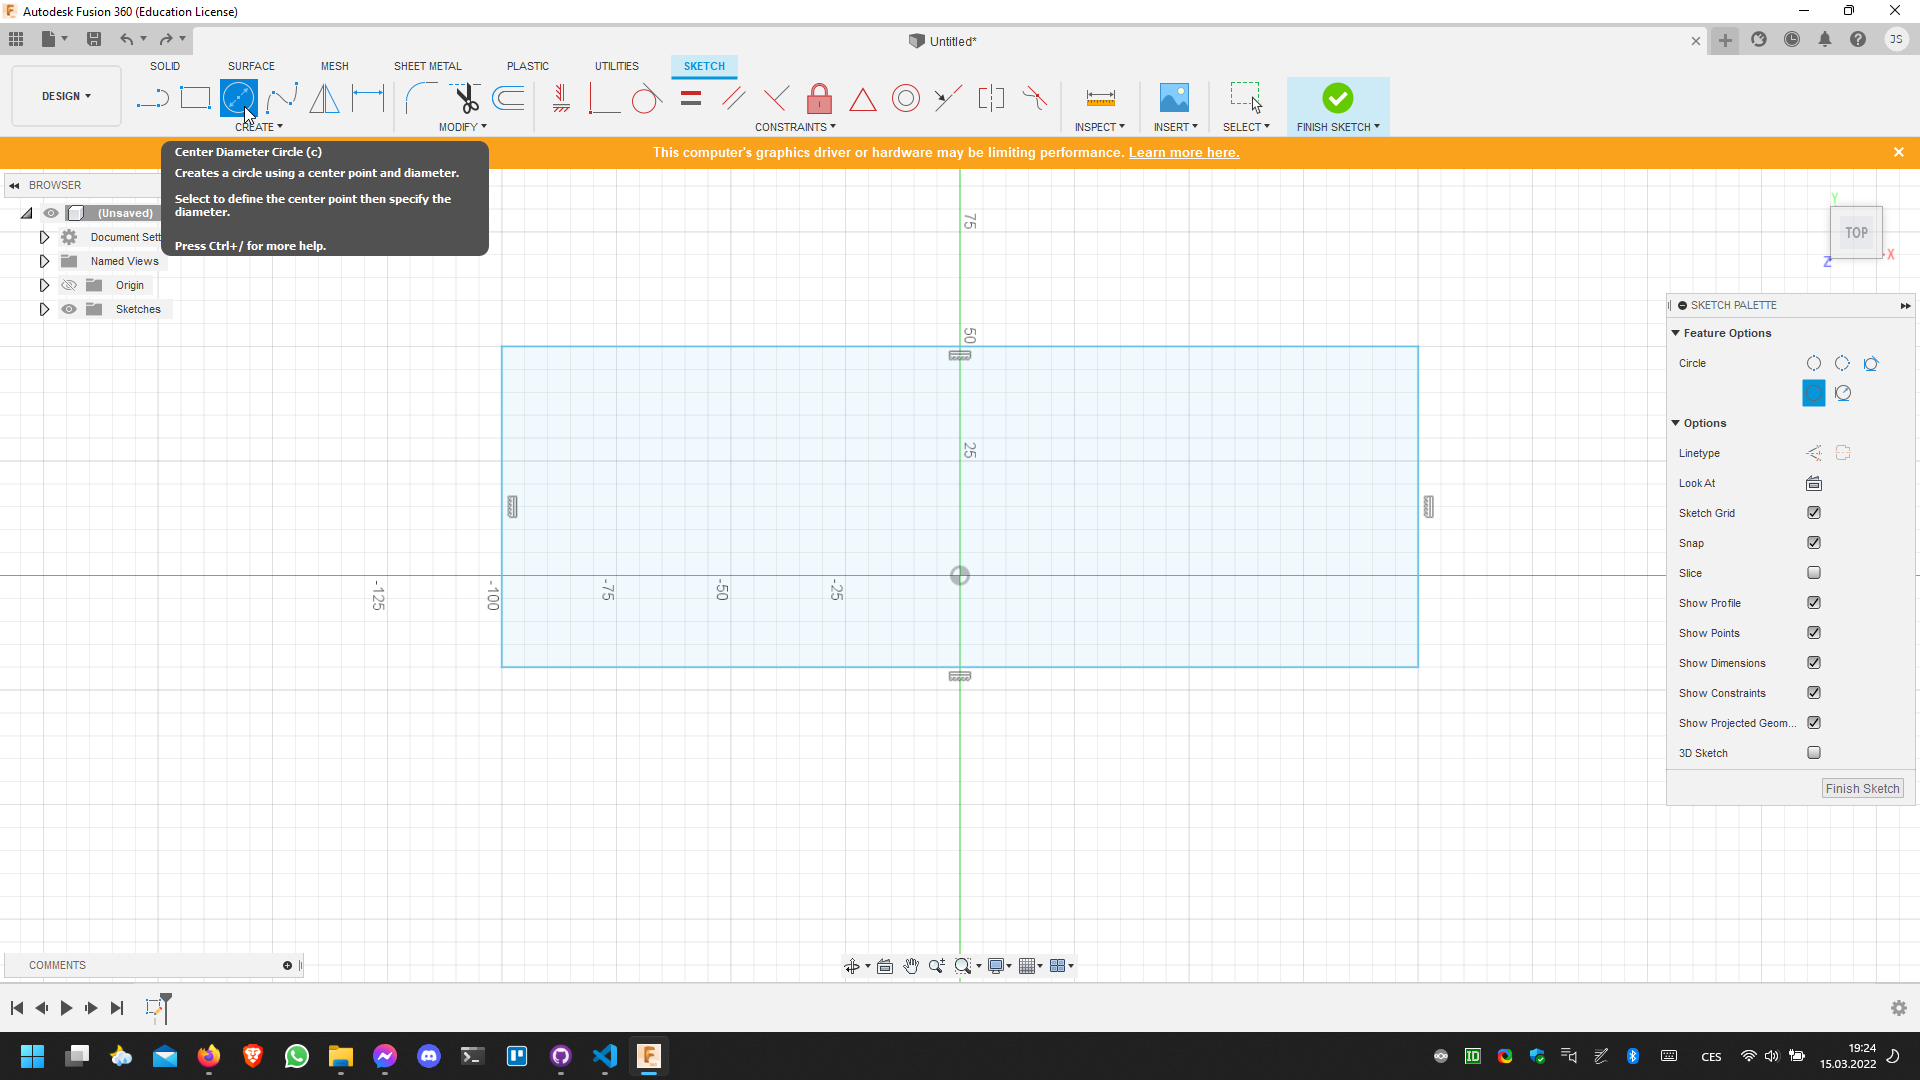 Autodesk Fusion 360 (Education License)
Untitled*
JS
SOLID
SURFACE
MESH
SHEET METAL
PLASTIC
UTILITIES
SKETCH
DESIGN
CREATE
MODIFY
CONSTRAINTS
INSPECT
INSERT
SELECT
FINISH SKETCH
This computer's graphics driver or hardware may be limiting performance. Learn more here.
Center Diameter Circle (c)
Creates a circle using a center point and diameter.
Select to define the center point then specify the
diameter.
Press Ctrl+/ for more help.
BROWSER
(Unsaved)
Document Sett
Named Views
Origin
Sketches
75
50
25
-125
-100
-75
-50
-25
Y
TOP
X
Z
SKETCH PALETTE
Feature Options
Circle
Options
Linetype
Look At
Sketch Grid
Snap
Slice
Show Profile
Show Points
Show Dimensions
Show Constraints
Show Projected Geom...
3D Sketch
Finish Sketch
COMMENTS
ID
CES
19:24
15.03.2022